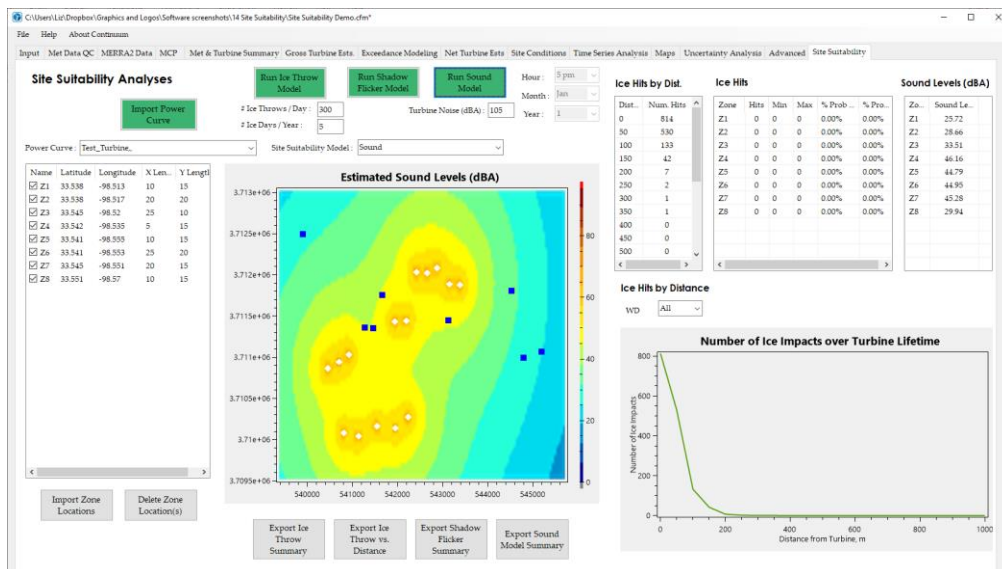 C:\Users\Liz\Dropbox\Graphics and Logos\Software screenshots\14 Site Suitability\Site Suitability Demo.cfm*
File Help About Continuum
Input Met Data QC MERRA2 Data MCP Met & Turbine Summary Gross Turbine Ests. Exceedance Modeling Net Turbine Ests Site Conditions Time Series Analysis Maps Uncertainty Analysis Advanced Site Suitability
Site Suitability Analyses
Import Power Curve
Run Ice Throw Model
Run Shadow Flicker Model
Run Sound Model
Hour : 5 pm
Month : Jan
Year : 1
# Ice Throws / Day : 300
# Ice Days / Year : 5
Turbine Noise (dBA) : 105
Power Curve : Test_Turbine_
Site Suitability Model : Sound
Name Latitude Longitude X Len... Y Lengtl
Z1 33.538 -98.513 10 15
Z2 33.538 -98.517 20 20
Z3 33.545 -98.52 25 10
Z4 33.542 -98.535 5 15
Z5 33.541 -98.555 10 15
Z6 33.541 -98.553 25 20
Z7 33.545 -98.551 20 15
Z8 33.551 -98.57 10 15
Import Zone Locations
Delete Zone Location(s)
Estimated Sound Levels (dBA)
3.713e+06
3.7125e+06
3.712e+06
3.7115e+06
3.711e+06
3.7105e+06
3.71e+06
3.7095e+06
540000 541000 542000 543000 544000 545000
80
60
40
20
0
Export Ice Throw Summary
Export Ice Throw vs. Distance
Export Shadow Flicker Summary
Export Sound Model Summary
Ice Hits by Dist.
Dist... Num. Hits
0 814
50 530
100 133
150 42
200 7
250 2
300 1
350 1
400 0
450 0
500 0
Ice Hits
Zone Hits Min Max % Prob ... % Pro...
Z1 0 0 0 0.00% 0.00%
Z2 0 0 0 0.00% 0.00%
Z3 0 0 0 0.00% 0.00%
Z4 0 0 0 0.00% 0.00%
Z5 0 0 0 0.00% 0.00%
Z6 0 0 0 0.00% 0.00%
Z7 0 0 0 0.00% 0.00%
Z8 0 0 0 0.00% 0.00%
Sound Levels (dBA)
Zo... Sound Le...
Z1 25.72
Z2 28.66
Z3 33.51
Z4 46.16
Z5 44.79
Z6 44.95
Z7 45.28
Z8 29.94
Ice Hits by Distance
WD All
Number of Ice Impacts over Turbine Lifetime
Number of Ice Impacts
800
600
400
200
0
0 200 400 600 800 1000
Distance from Turbine, m